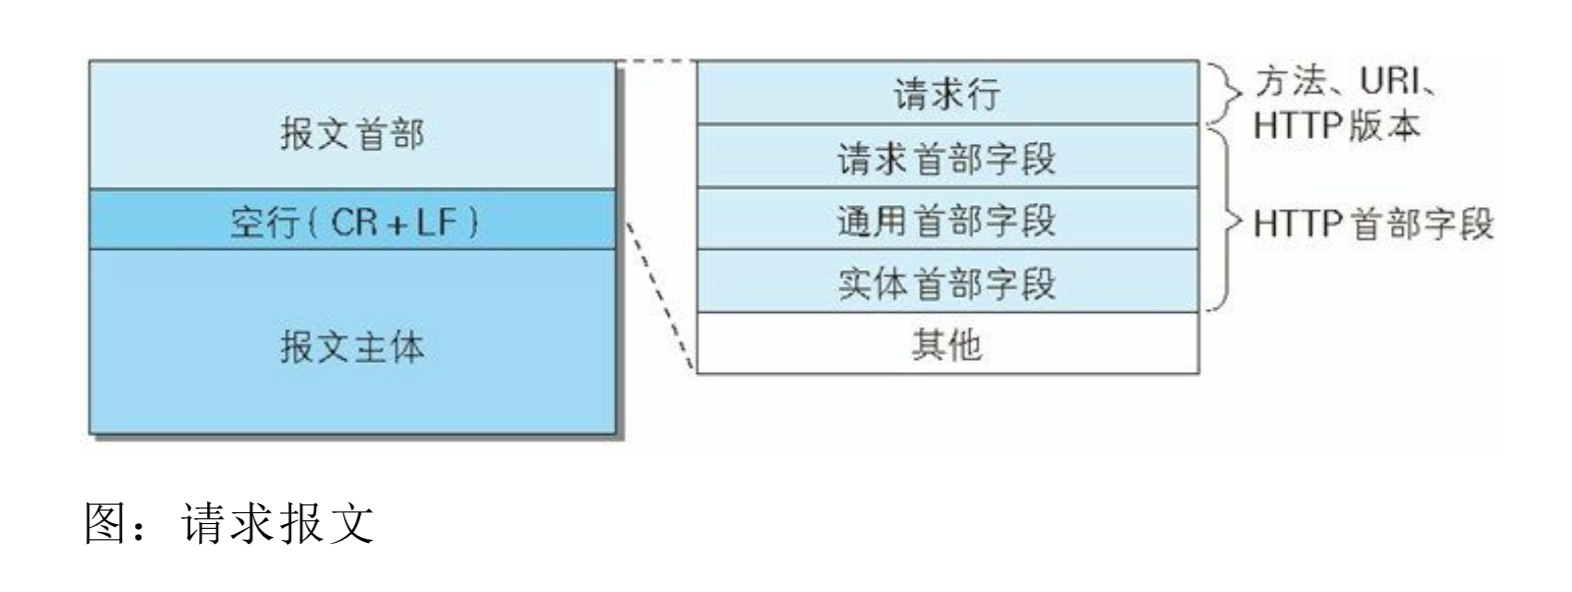 报文首部
空行(CR+LF)
报文主体
请求行
请求首部字段
通用首部字段
实体首部字段
其他
方法、URI、
HTTP版本
HTTP首部字段
图：请求报文